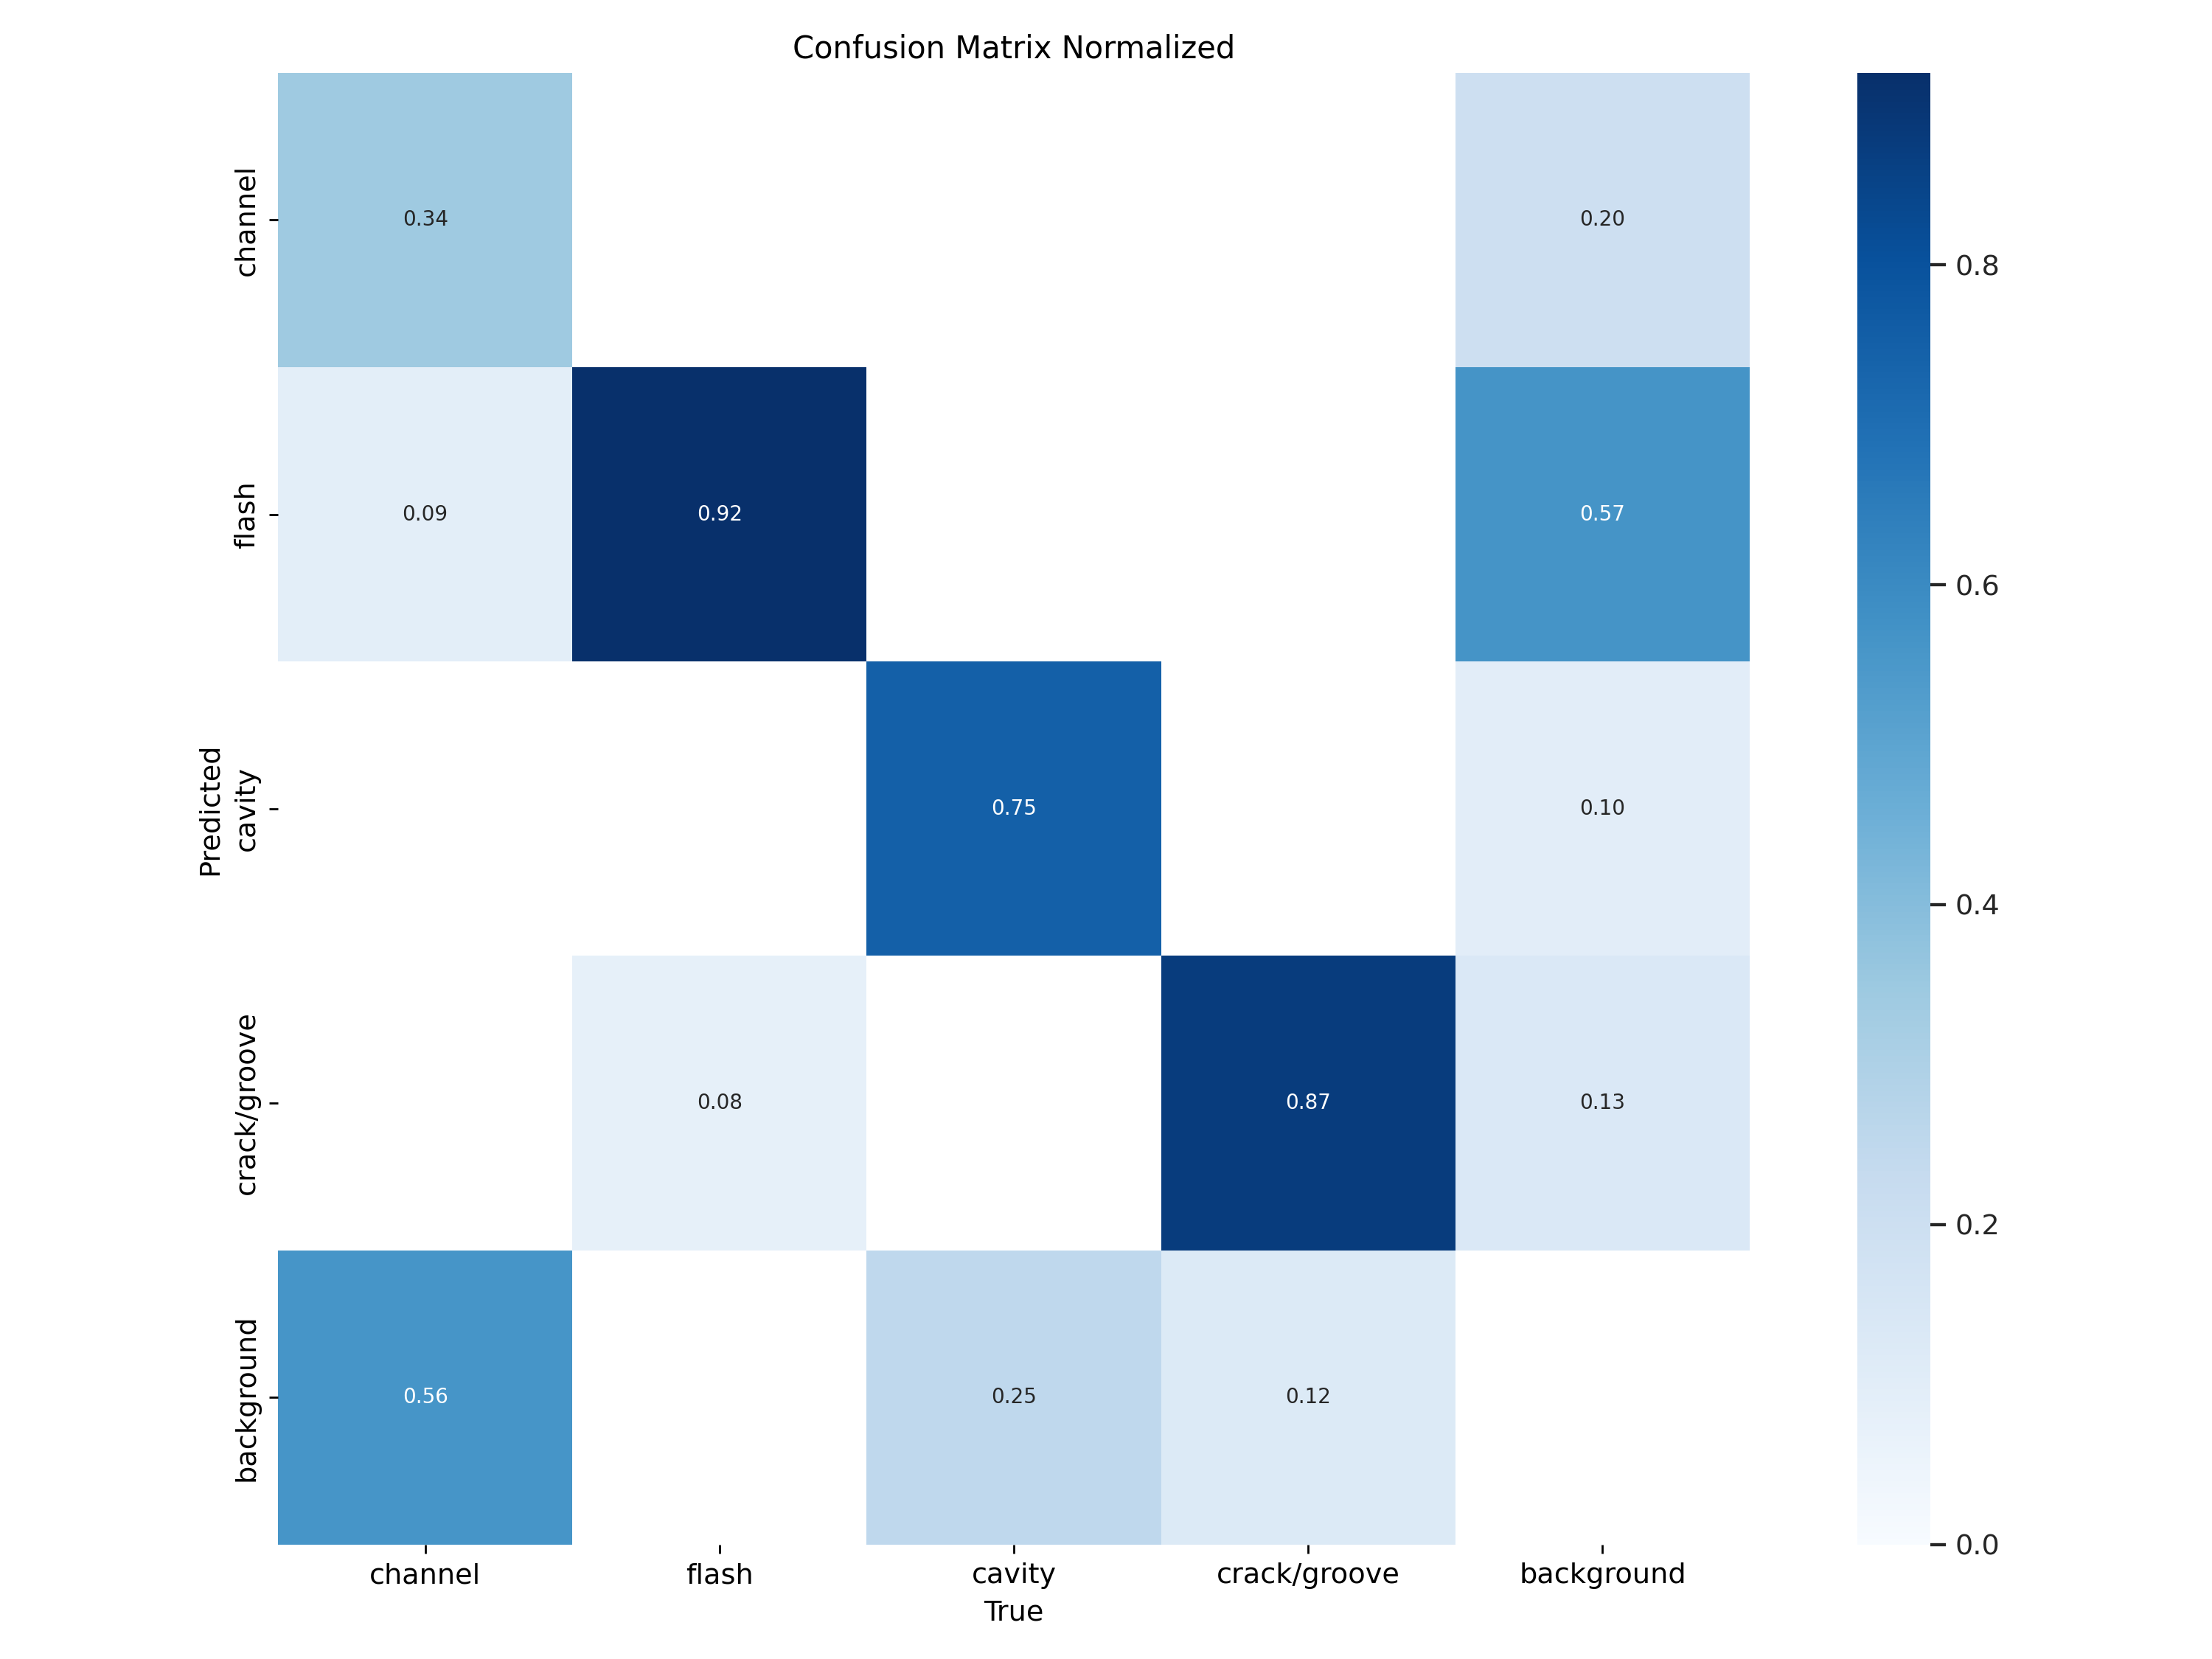 Confusion Matrix Normalized
channel
0.34
0.20
0.8
flash
0.09
0.92
0.57
0.6
Predicted
cavity
0.75
0.10
0.4
crack/groove
0.08
0.87
0.13
0.2
background
0.56
0.25
0.12
0.0
channel flash cavity crack/groove background
True